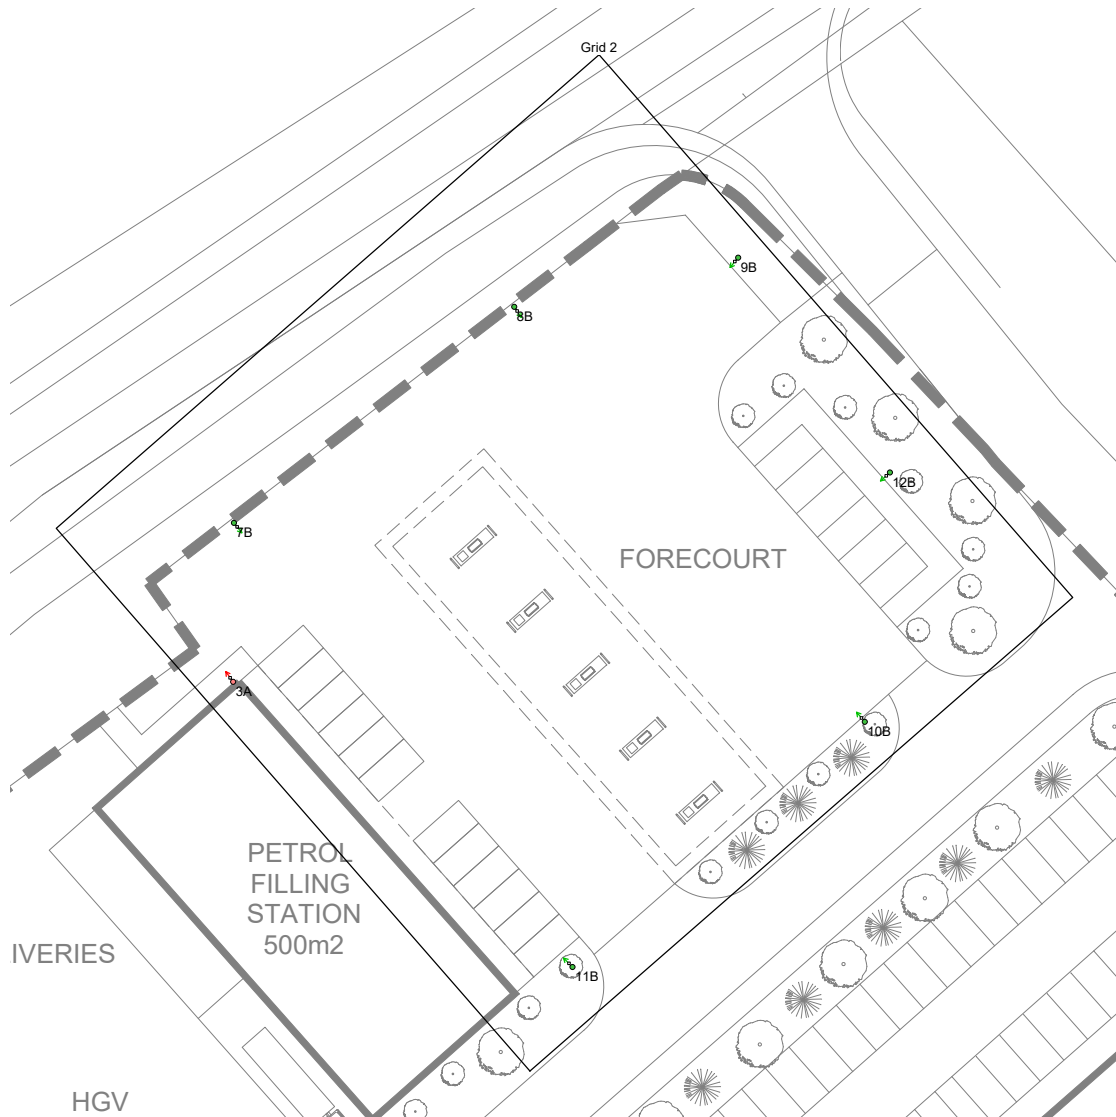 Grid 2
9B
8B
12B
7B
FORECOURT
3A
10B
PETROL
FILLING
STATION
500m2
IVERIES
11B
HGV